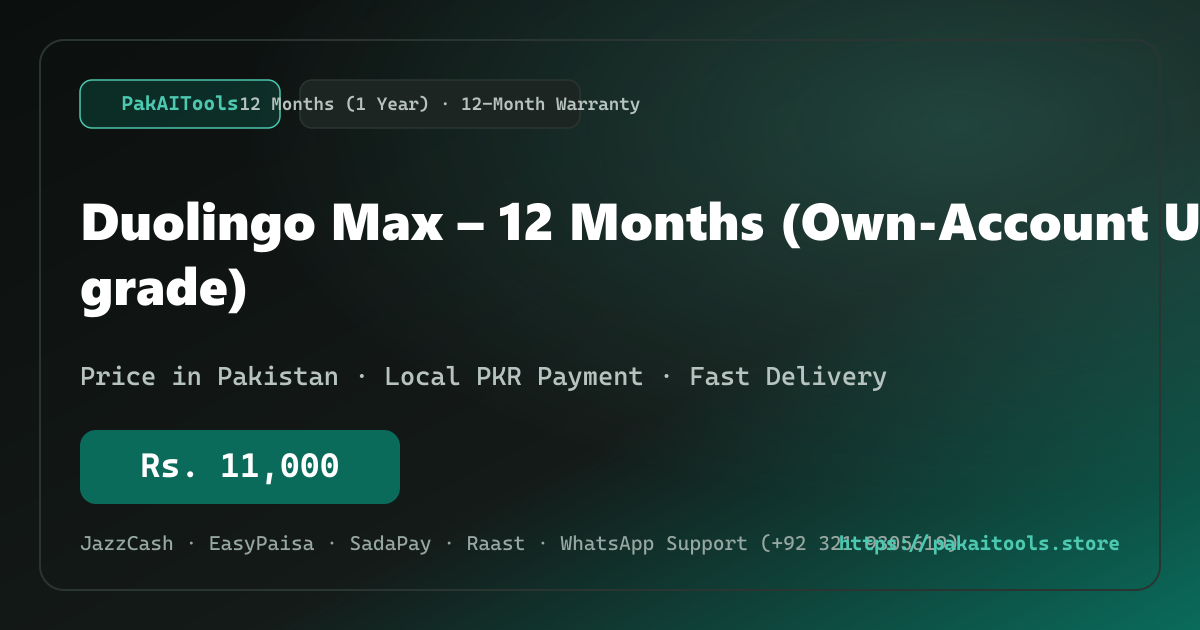 PakAITools 12 Months (1 Year) · 12-Month Warranty
Duolingo Max – 12 Months (Own-Account U
grade)
Price in Pakistan · Local PKR Payment · Fast Delivery
Rs. 11,000
JazzCash · EasyPaisa · SadaPay · Raast · WhatsApp Support (+92 321 https://pakaitools.store